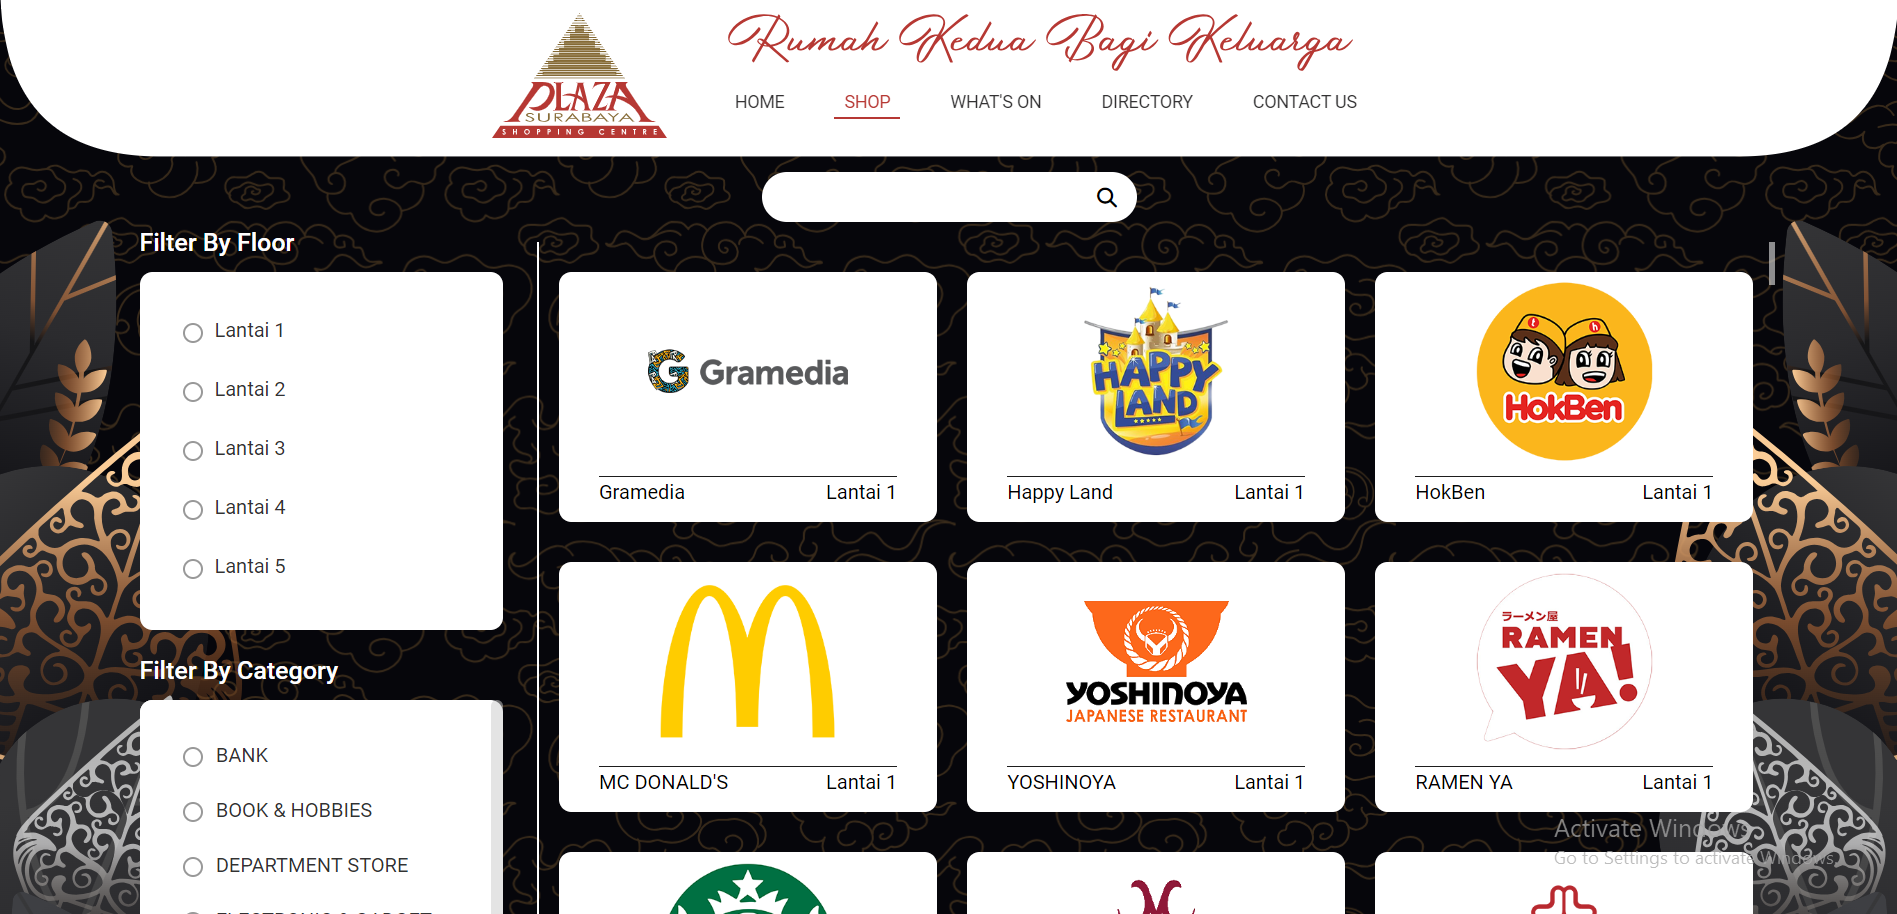 Rumah Kedua Bagi Keluarga
PLAZA
SURABAYA
SHOPPING CENTRE
HOME
SHOP
WHAT'S ON
DIRECTORY
CONTACT US
Filter By Floor
Lantai 1
Lantai 2
Lantai 3
Lantai 4
Lantai 5
Filter By Category
BANK
BOOK & HOBBIES
DEPARTMENT STORE
ELECTRONIC & GADGET
G Gramedia
Gramedia Lantai 1
HAPPY
LAND
Happy Land Lantai 1
t h
HokBen
HokBen Lantai 1
MC DONALD'S Lantai 1
YOSHINOYA
JAPANESE RESTAURANT
YOSHINOYA Lantai 1
ラーメン屋
RAMEN
YA!
RAMEN YA Lantai 1
Activate Windows
Go to Settings to activate Windows.